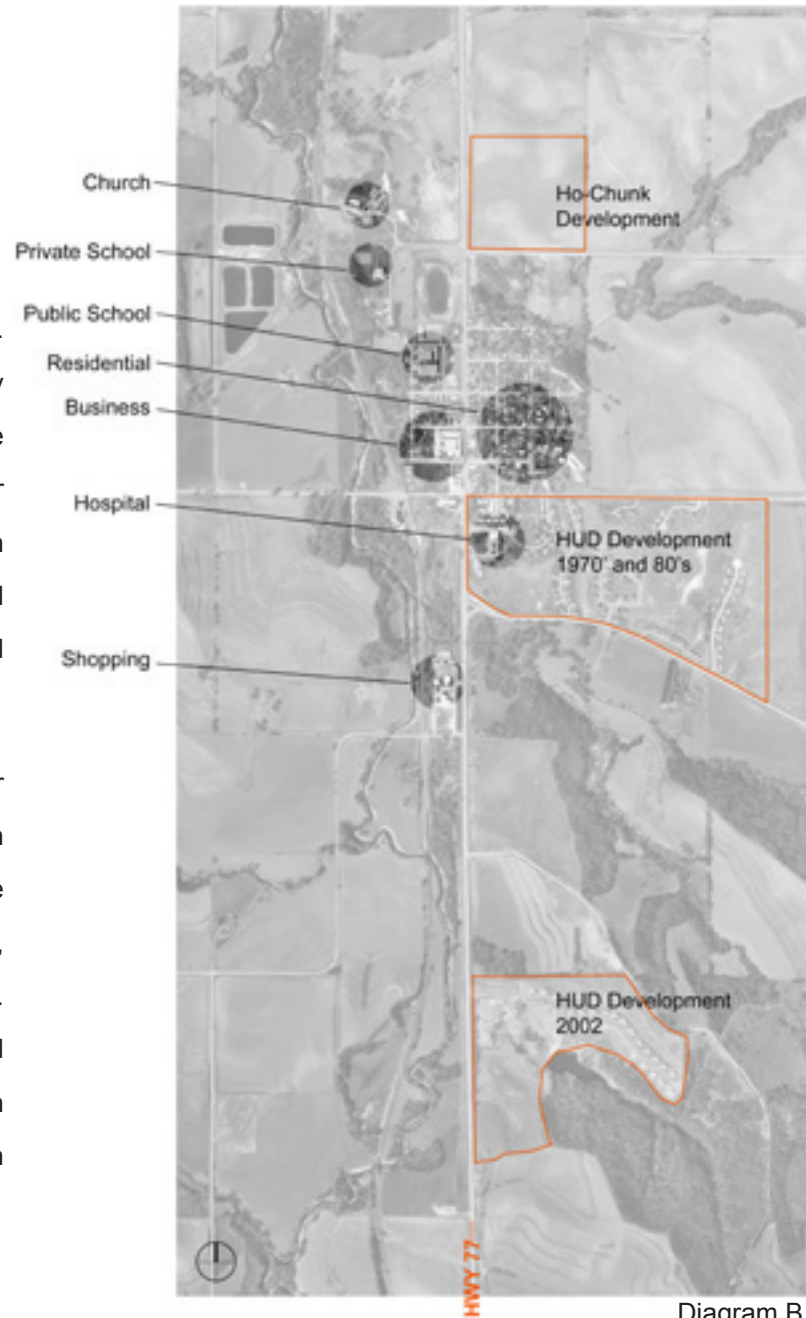 Church
Private School
Public School
Residential
Business
Hospital
Shopping
Ho-Chunk
Development
HUD Development
1970' and 80's
HUD Development
2002
HWY 77
Diagram B